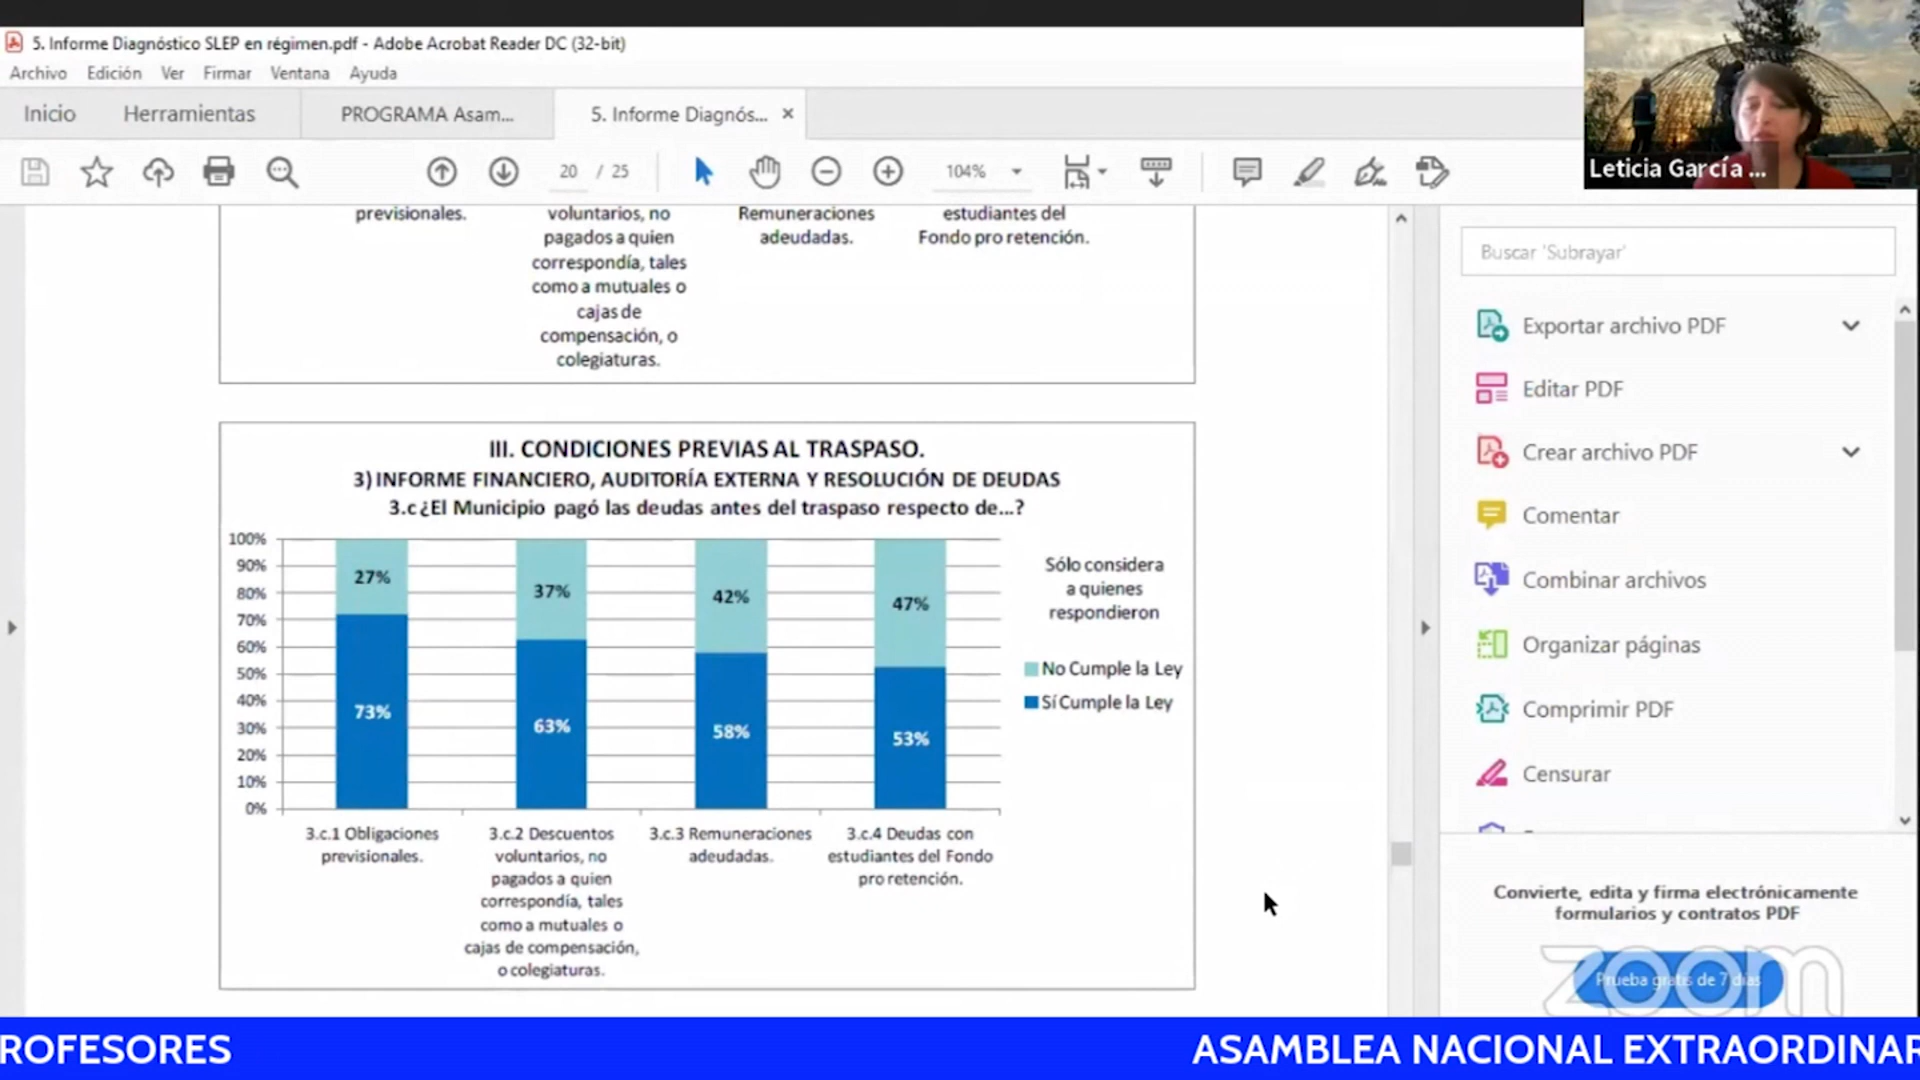 5. Informe Diagnóstico SLEP en régimen.pdf - Adobe Acrobat Reader DC (32-bit)
Archivo Edición Ver Firmar Ventana Ayuda
Inicio Herramientas PROGRAMA Asam... 5. Informe Diagnós... ×
20 / 25 104%
Leticia García ...
previsionales.
voluntarios, no
pagados a quien
correspondía, tales
como a mutuales o
cajas de
compensación, o
colegiaturas.
Remuneraciones
adeudadas.
estudiantes del
Fondo pro retención.
III. CONDICIONES PREVIAS AL TRASPASO.
3) INFORME FINANCIERO, AUDITORÍA EXTERNA Y RESOLUCIÓN DE DEUDAS
3.c ¿El Municipio pagó las deudas antes del traspaso respecto de...?
100%
90%
80%
70%
60%
50%
40%
30%
20%
10%
0%
27% 37% 42% 47%
73% 63% 58% 53%
Sólo considera
a quienes
respondieron
No Cumple la Ley
Sí Cumple la Ley
3.c.1 Obligaciones
previsionales.
3.c.2 Descuentos
voluntarios, no
pagados a quien
correspondía, tales
como a mutuales o
cajas de compensación,
o colegiaturas.
3.c.3 Remuneraciones
adeudadas.
3.c.4 Deudas con
estudiantes del Fondo
pro retención.
Buscar 'Subrayar'
Exportar archivo PDF
Editar PDF
Crear archivo PDF
Comentar
Combinar archivos
Organizar páginas
Comprimir PDF
Censurar
Convierte, edita y firma electrónicamente
formularios y contratos PDF
Prueba gratis de 7 días
zoom
ROFESORES ASAMBLEA NACIONAL EXTRAORDINAR